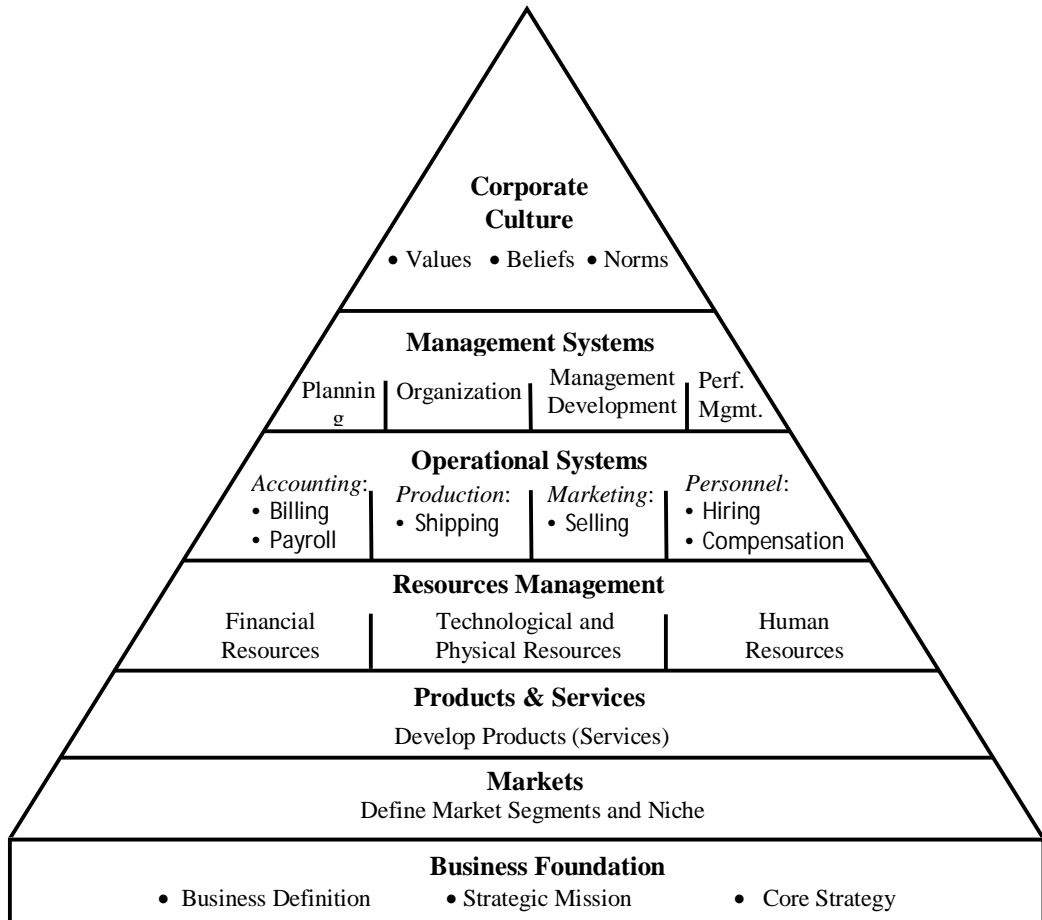 Corporate
Culture
• Values • Beliefs • Norms
Management Systems
Plannin
g
Organization
Management
Development
Perf.
Mgmt.
Operational Systems
Accounting:
• Billing
• Payroll
Production:
• Shipping
Marketing:
• Selling
Personnel:
• Hiring
• Compensation
Resources Management
Financial
Resources
Technological and
Physical Resources
Human
Resources
Products & Services
Develop Products (Services)
Markets
Define Market Segments and Niche
Business Foundation
• Business Definition • Strategic Mission • Core Strategy